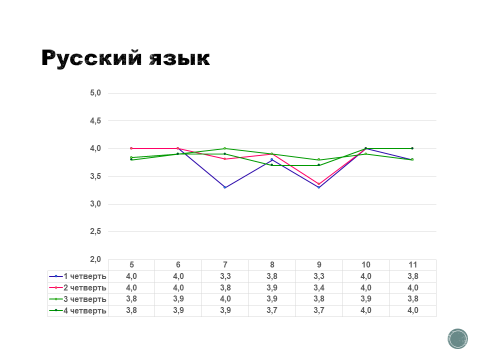 Русский язык
5,0
4,5
4,0
3,5
3,0
2,5
2,0
5 6 7 8 9 10 11
1 четверть 4,0 4,0 3,3 3,8 3,3 4,0 3,8
2 четверть 4,0 4,0 3,8 3,9 3,4 4,0 4,0
3 четверть 3,8 3,9 4,0 3,9 3,8 3,9 3,8
4 четверть 3,8 3,9 3,9 3,7 3,7 4,0 4,0